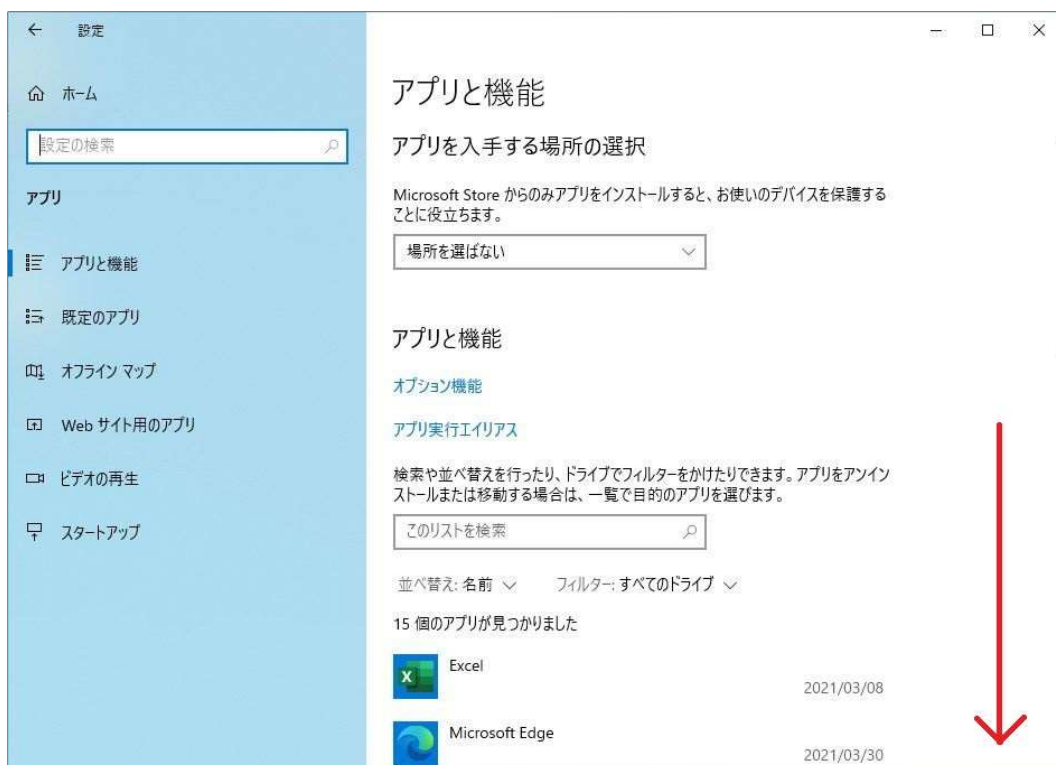 設定
ホーム
設定の検索
アプリ
アプリと機能
既定のアプリ
オフライン マップ
Web サイト用のアプリ
ビデオの再生
スタートアップ
アプリと機能
アプリを入手する場所の選択
Microsoft Store からのみアプリをインストールすると、お使いのデバイスを保護する
ことに役立ちます。
場所を選ばない
アプリと機能
オプション機能
アプリ実行エイリアス
検索や並べ替えを行ったり、ドライブでフィルターをかけたりできます。アプリをアンイン
ストールまたは移動する場合は、一覧で目的のアプリを選びます。
このリストを検索
並べ替え: 名前 フィルター: すべてのドライブ
15 個のアプリが見つかりました
Excel
2021/03/08
Microsoft Edge
2021/03/30